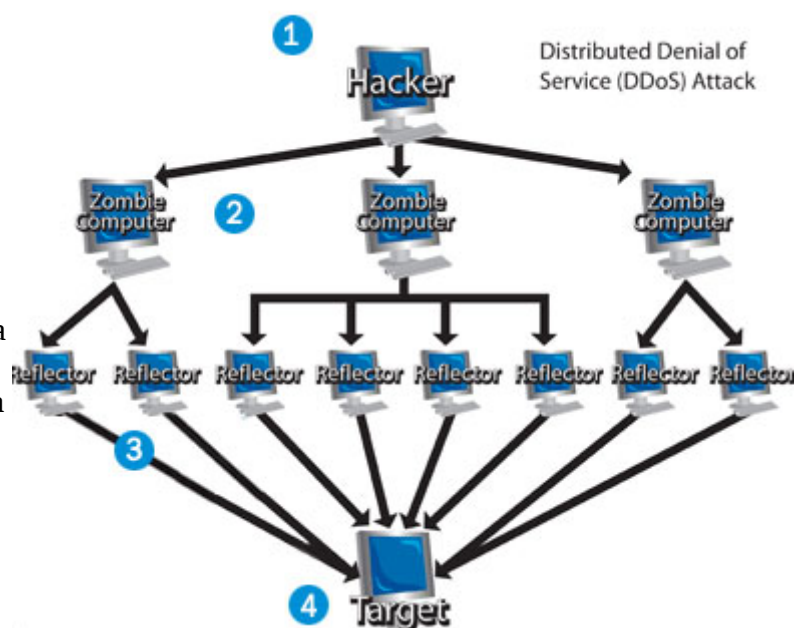 1
Hacker
Distributed Denial of
Service (DDoS) Attack
Zombie
Computer
2
Zombie
Computer
Zombie
Computer
a
Reflector Reflector Reflector Reflector Reflector Reflector Reflector Reflector
3
4
Target